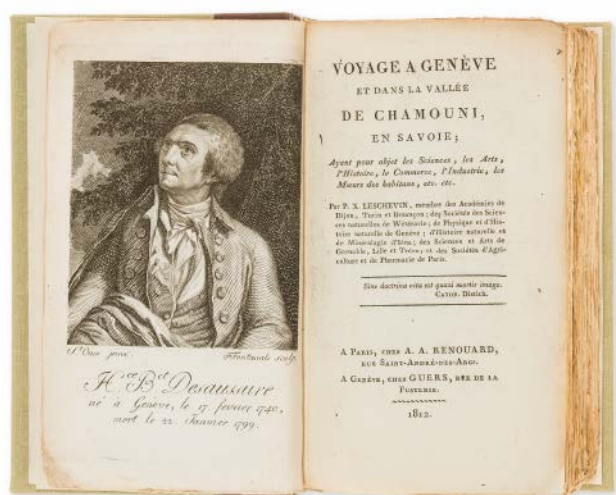 St. Ours pinx.
Fontanals sculp.
H.ce B.t Desaussure
né à Genève, le 17. février 1740,
mort le 22. Janvier 1799.
VOYAGE A GENÈVE
ET DANS LA VALLÉE
DE CHAMOUNI,
EN SAVOIE;
Ayant pour objet les Sciences, les Arts,
l'Histoire, le Commerce, l'Industrie, les
Mœurs des habitans, etc. etc.
Par P. X. LESCHEVIN, membre des Académies de
Dijon, Turin et Besançon; des Sociétés des Scien-
ces naturelles de Wétéravie; de Physique et d'His-
toire naturelle de Genève; d'Histoire naturelle et
de Minéralogie d'Iéna; des Sciences et Arts de
Grenoble, Lille et Trèves; et des Sociétés d'Agri-
culture et de Pharmacie de Paris.
Sine doctrina vita est quasi mortis imago.
CATON. Distich.
A PARIS, CHEZ A. A. RENOUARD,
RUE SAINT-ANDRÉ-DES-ARCS.
A GENÈVE, CHEZ GUERS, RUE DE LA
FUSTERIE.
1812.